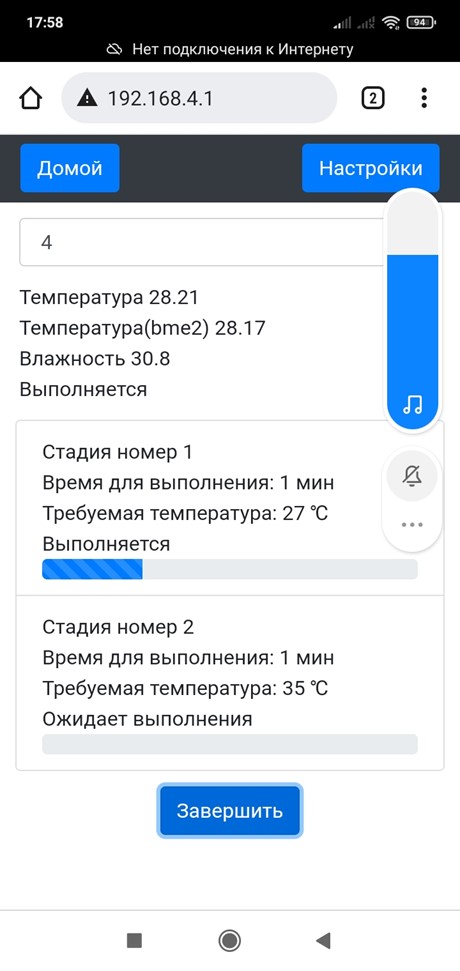 17:58
94
Нет подключения к Интернету
192.168.4.1
2
Домой
Настройки
4
Температура 28.21
Температура(bme2) 28.17
Влажность 30.8
Выполняется
Стадия номер 1
Время для выполнения: 1 мин
Требуемая температура: 27 ℃
Выполняется
Стадия номер 2
Время для выполнения: 1 мин
Требуемая температура: 35 ℃
Ожидает выполнения
Завершить